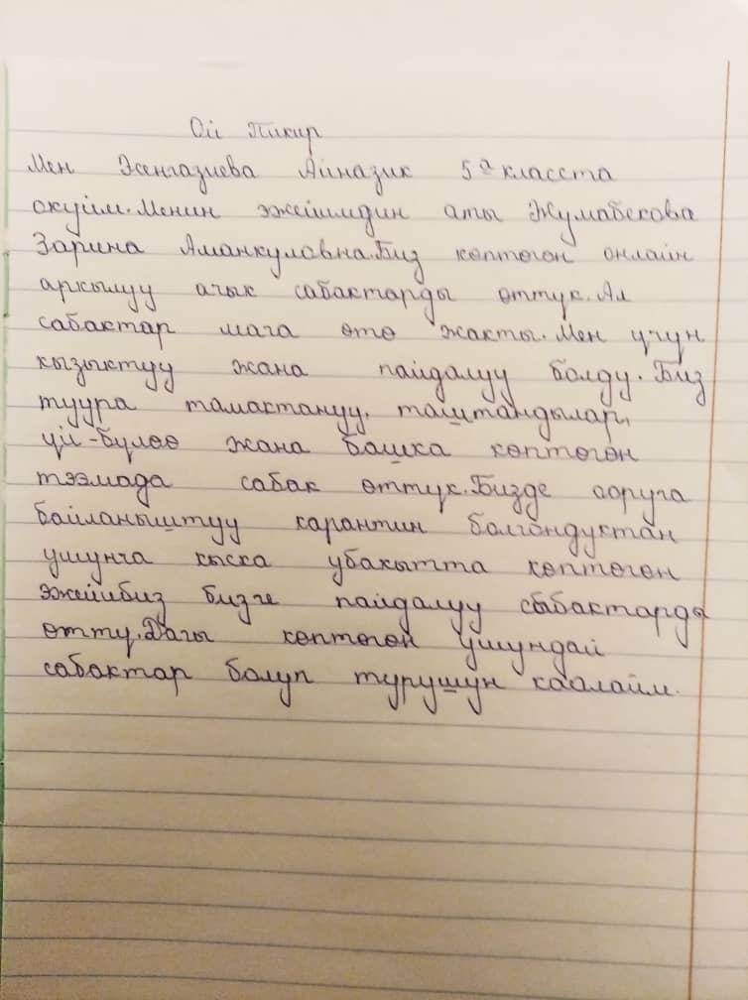 Ой Пикир
Мен Эсенгазиева Айназик 5ᵃ класста
окуйм. Менин эжейимдин аты Жумабекова
Зарина Аманкуловна. Биз көптөгөн онлайн
аркылуу ачык сабактарды өттүк. Ал
сабактар мага өтө жакты. Мен үчүн
кызыктуу жана пайдалуу болду. Биз
туура тамактануу, таштандылар,
үй-бүлөө жана башка көптөгөн
тээмада сабак өттүк. Бизде ооруга
байланыштуу карантин болгондуктан
ушунча кыска убакытта көптөгөн
эжейибиз бизге пайдалуу сабактарды
өттү. Дагы көптөгөн ушундай
сабактар болуп турушун каалайм.